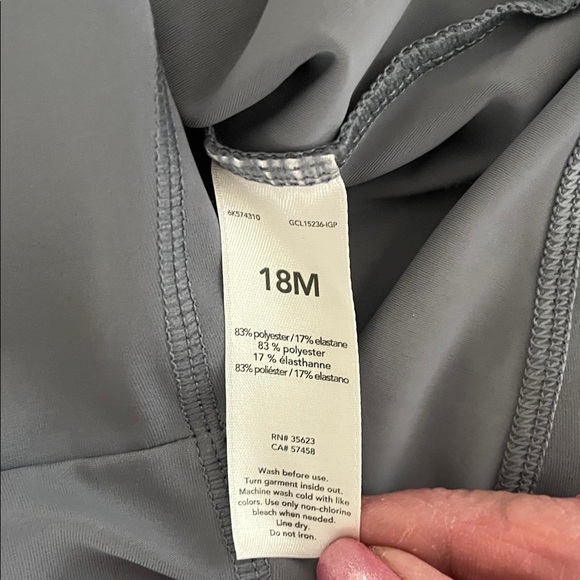 6K574310 GCL15236-IGP
18M
83% polyester / 17% elastane
83 % polyester
17 % élasthanne
83% poliéster / 17% elastano
RN# 35623
CA# 57458
Wash before use.
Turn garment inside out.
Machine wash cold with like
colors. Use only non-chlorine
bleach when needed.
Line dry.
Do not iron.